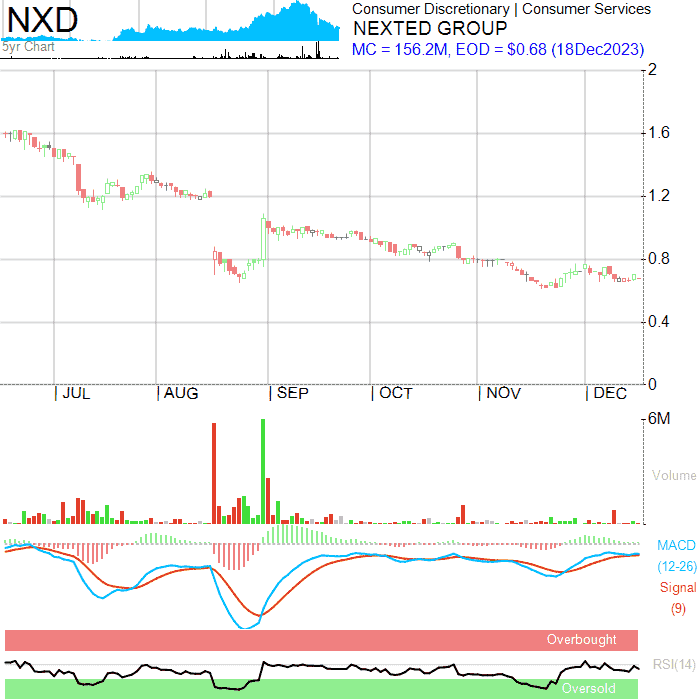 NXD
5yr Chart
Consumer Discretionary | Consumer Services
NEXTED GROUP
MC = 156.2M, EOD = $0.68 (18Dec2023)
2
1.6
1.2
0.8
0.4
0
| JUL | AUG | SEP | OCT | NOV | DEC
6M
Volume
MACD
(12-26)
Signal
(9)
Overbought
RSI(14)
Oversold